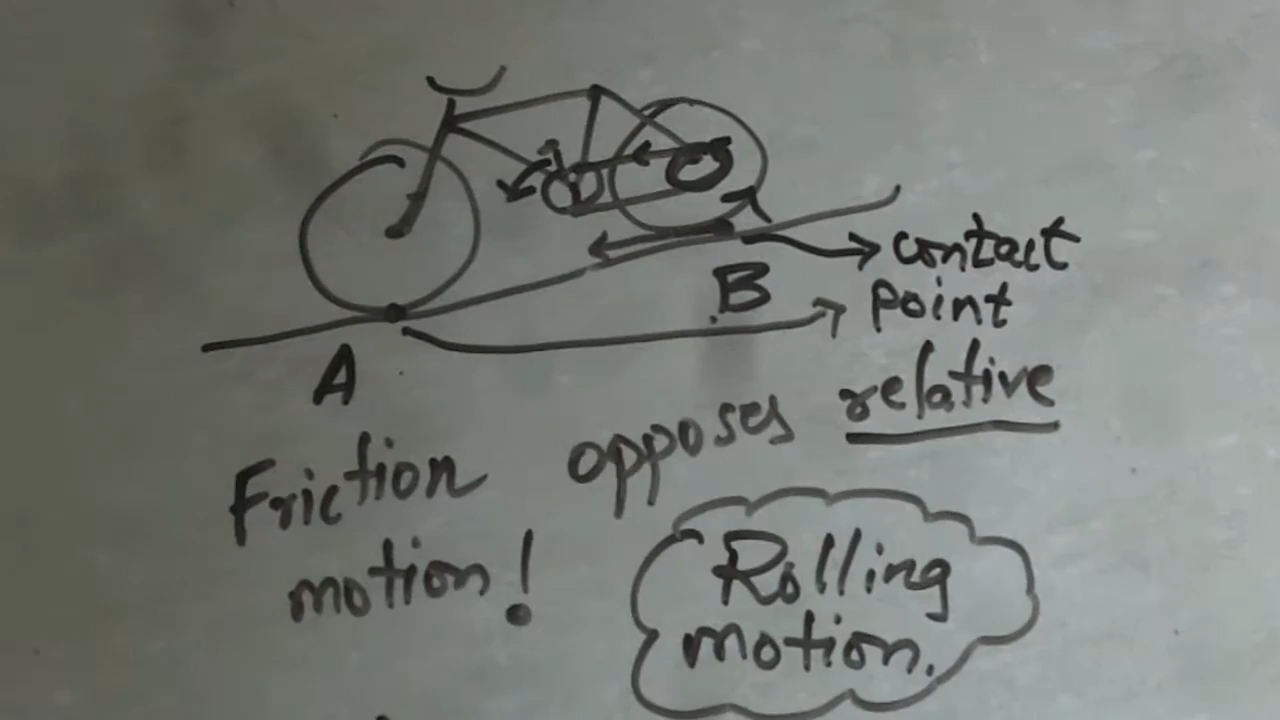 A
B
contact
point
Friction opposes relative
motion!
Rolling
motion.